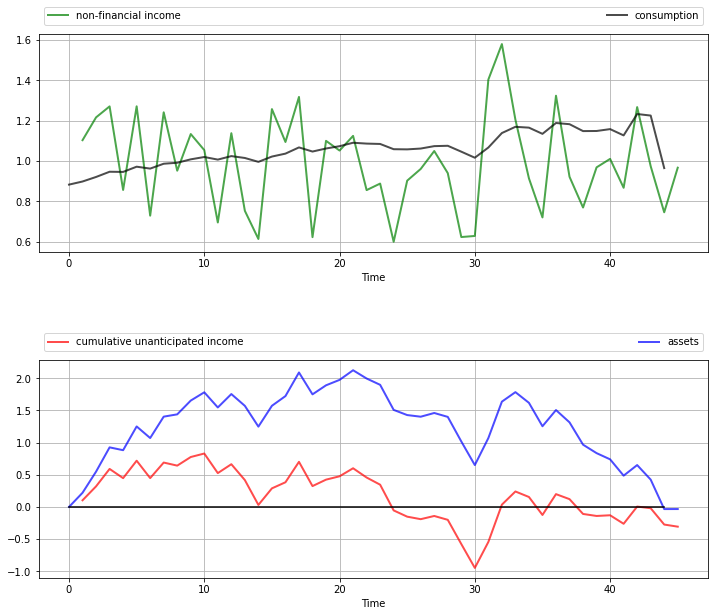 non-financial income consumption
1.6
1.4
1.2
1.0
0.8
0.6
0 10 20 30 40
Time
cumulative unanticipated income assets
2.0
1.5
1.0
0.5
0.0
−0.5
−1.0
0 10 20 30 40
Time